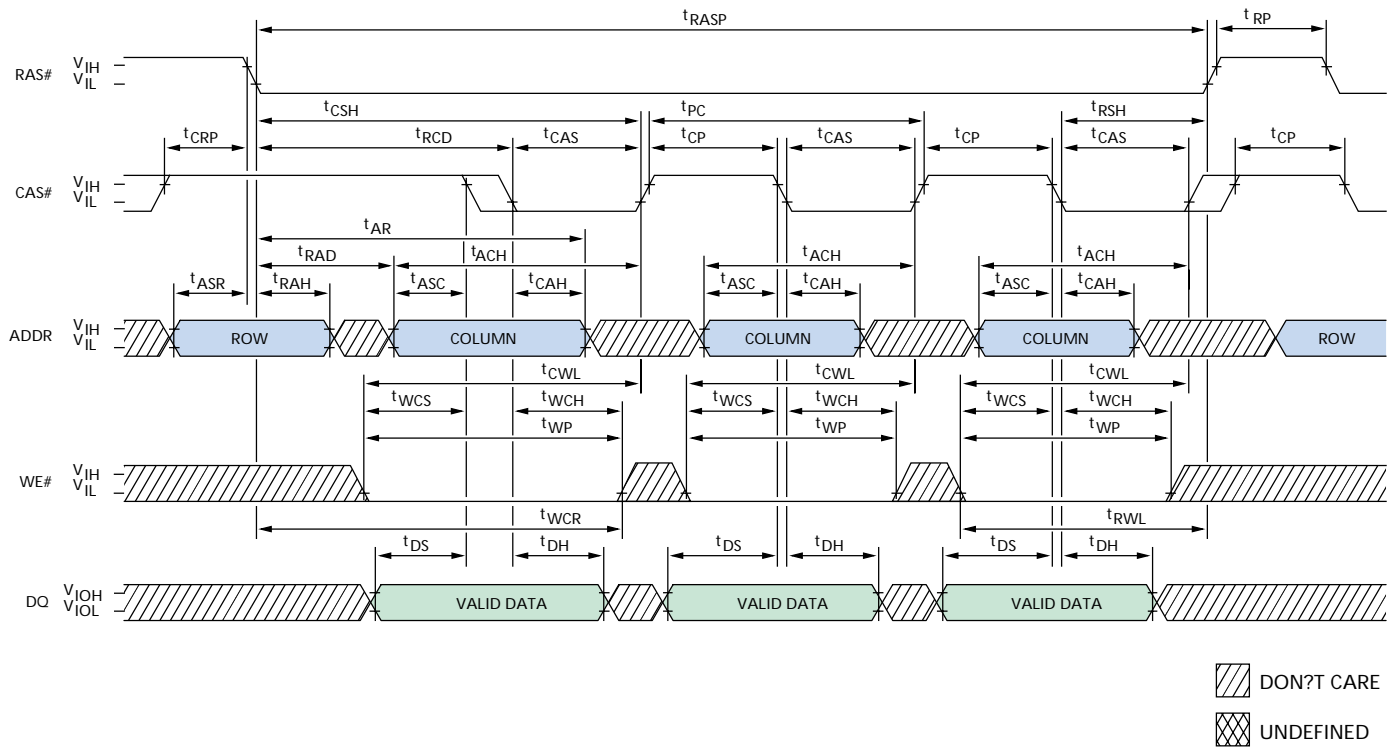 tRASP tRP
RAS# VIH
VIL
tCSH tPC tRSH
tCRP tRCD tCAS tCP tCAS tCP tCAS tCP
CAS# VIH
VIL
tAR
tRAD tACH tACH tACH
tASR tRAH tASC tCAH tASC tCAH tASC tCAH
ADDR VIH
VIL
ROW COLUMN COLUMN COLUMN ROW
tCWL tCWL tCWL
tWCS tWCH tWCS tWCH tWCS tWCH
tWP tWP tWP
WE# VIH
VIL
tWCR tRWL
tDS tDH tDS tDH tDS tDH
DQ VIOH
VIOL
VALID DATA VALID DATA VALID DATA
DON?T CARE
UNDEFINED